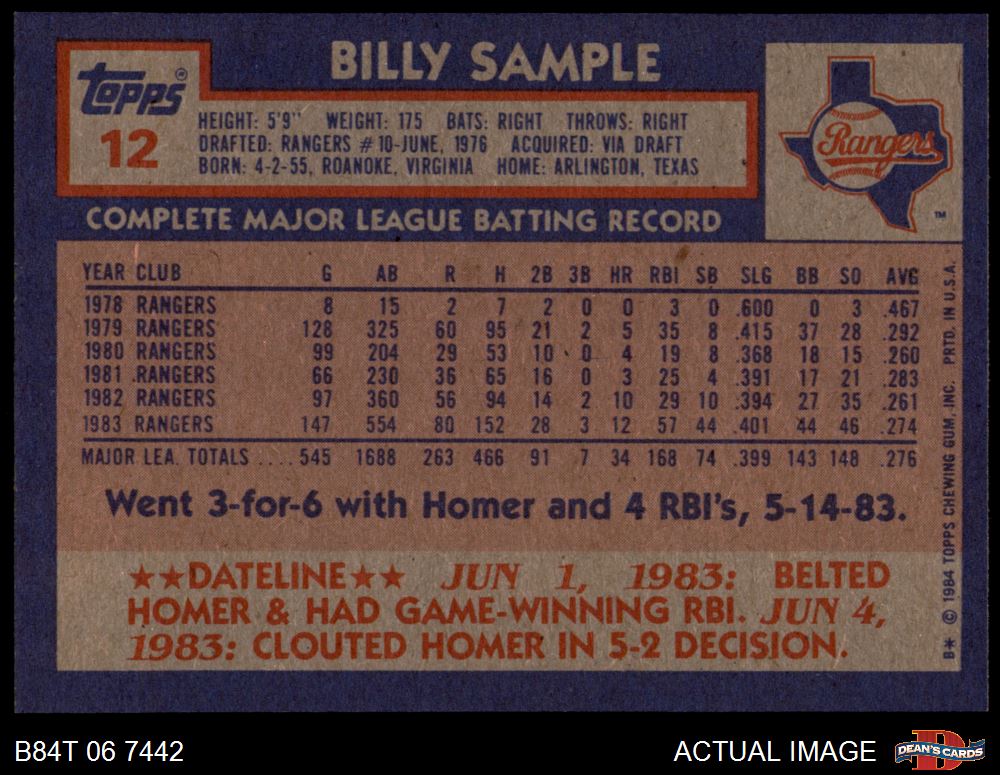 topps®
12
BILLY SAMPLE
HEIGHT: 5'9" WEIGHT: 175 BATS: RIGHT THROWS: RIGHT
DRAFTED: RANGERS #10-JUNE, 1976 ACQUIRED: VIA DRAFT
BORN: 4-2-55, ROANOKE, VIRGINIA HOME: ARLINGTON, TEXAS
Rangers
TM
COMPLETE MAJOR LEAGUE BATTING RECORD
YEAR CLUB G AB R H 2B 3B HR RBI SB SLG BB SO AVG
1978 RANGERS 8 15 2 7 2 0 0 3 0 .600 0 3 .467
1979 RANGERS 128 325 60 95 21 2 5 35 8 .415 37 28 .292
1980 RANGERS 99 204 29 53 10 0 4 19 8 .368 18 15 .260
1981 RANGERS 66 230 36 65 16 0 3 25 4 .391 17 21 .283
1982 RANGERS 97 360 56 94 14 2 10 29 10 .394 27 35 .261
1983 RANGERS 147 554 80 152 28 3 12 57 44 .401 44 46 .274
MAJOR LEA. TOTALS .... 545 1688 263 466 91 7 34 168 74 .399 143 148 .276
Went 3-for-6 with Homer and 4 RBI's, 5-14-83.
★★DATELINE★★ JUN 1, 1983: BELTED
HOMER & HAD GAME-WINNING RBI. JUN 4,
1983: CLOUTED HOMER IN 5-2 DECISION.
B* © 1984 TOPPS CHEWING GUM, INC. PRTD. IN U.S.A.
B84T 06 7442
ACTUAL IMAGE
DEAN'S CARDS